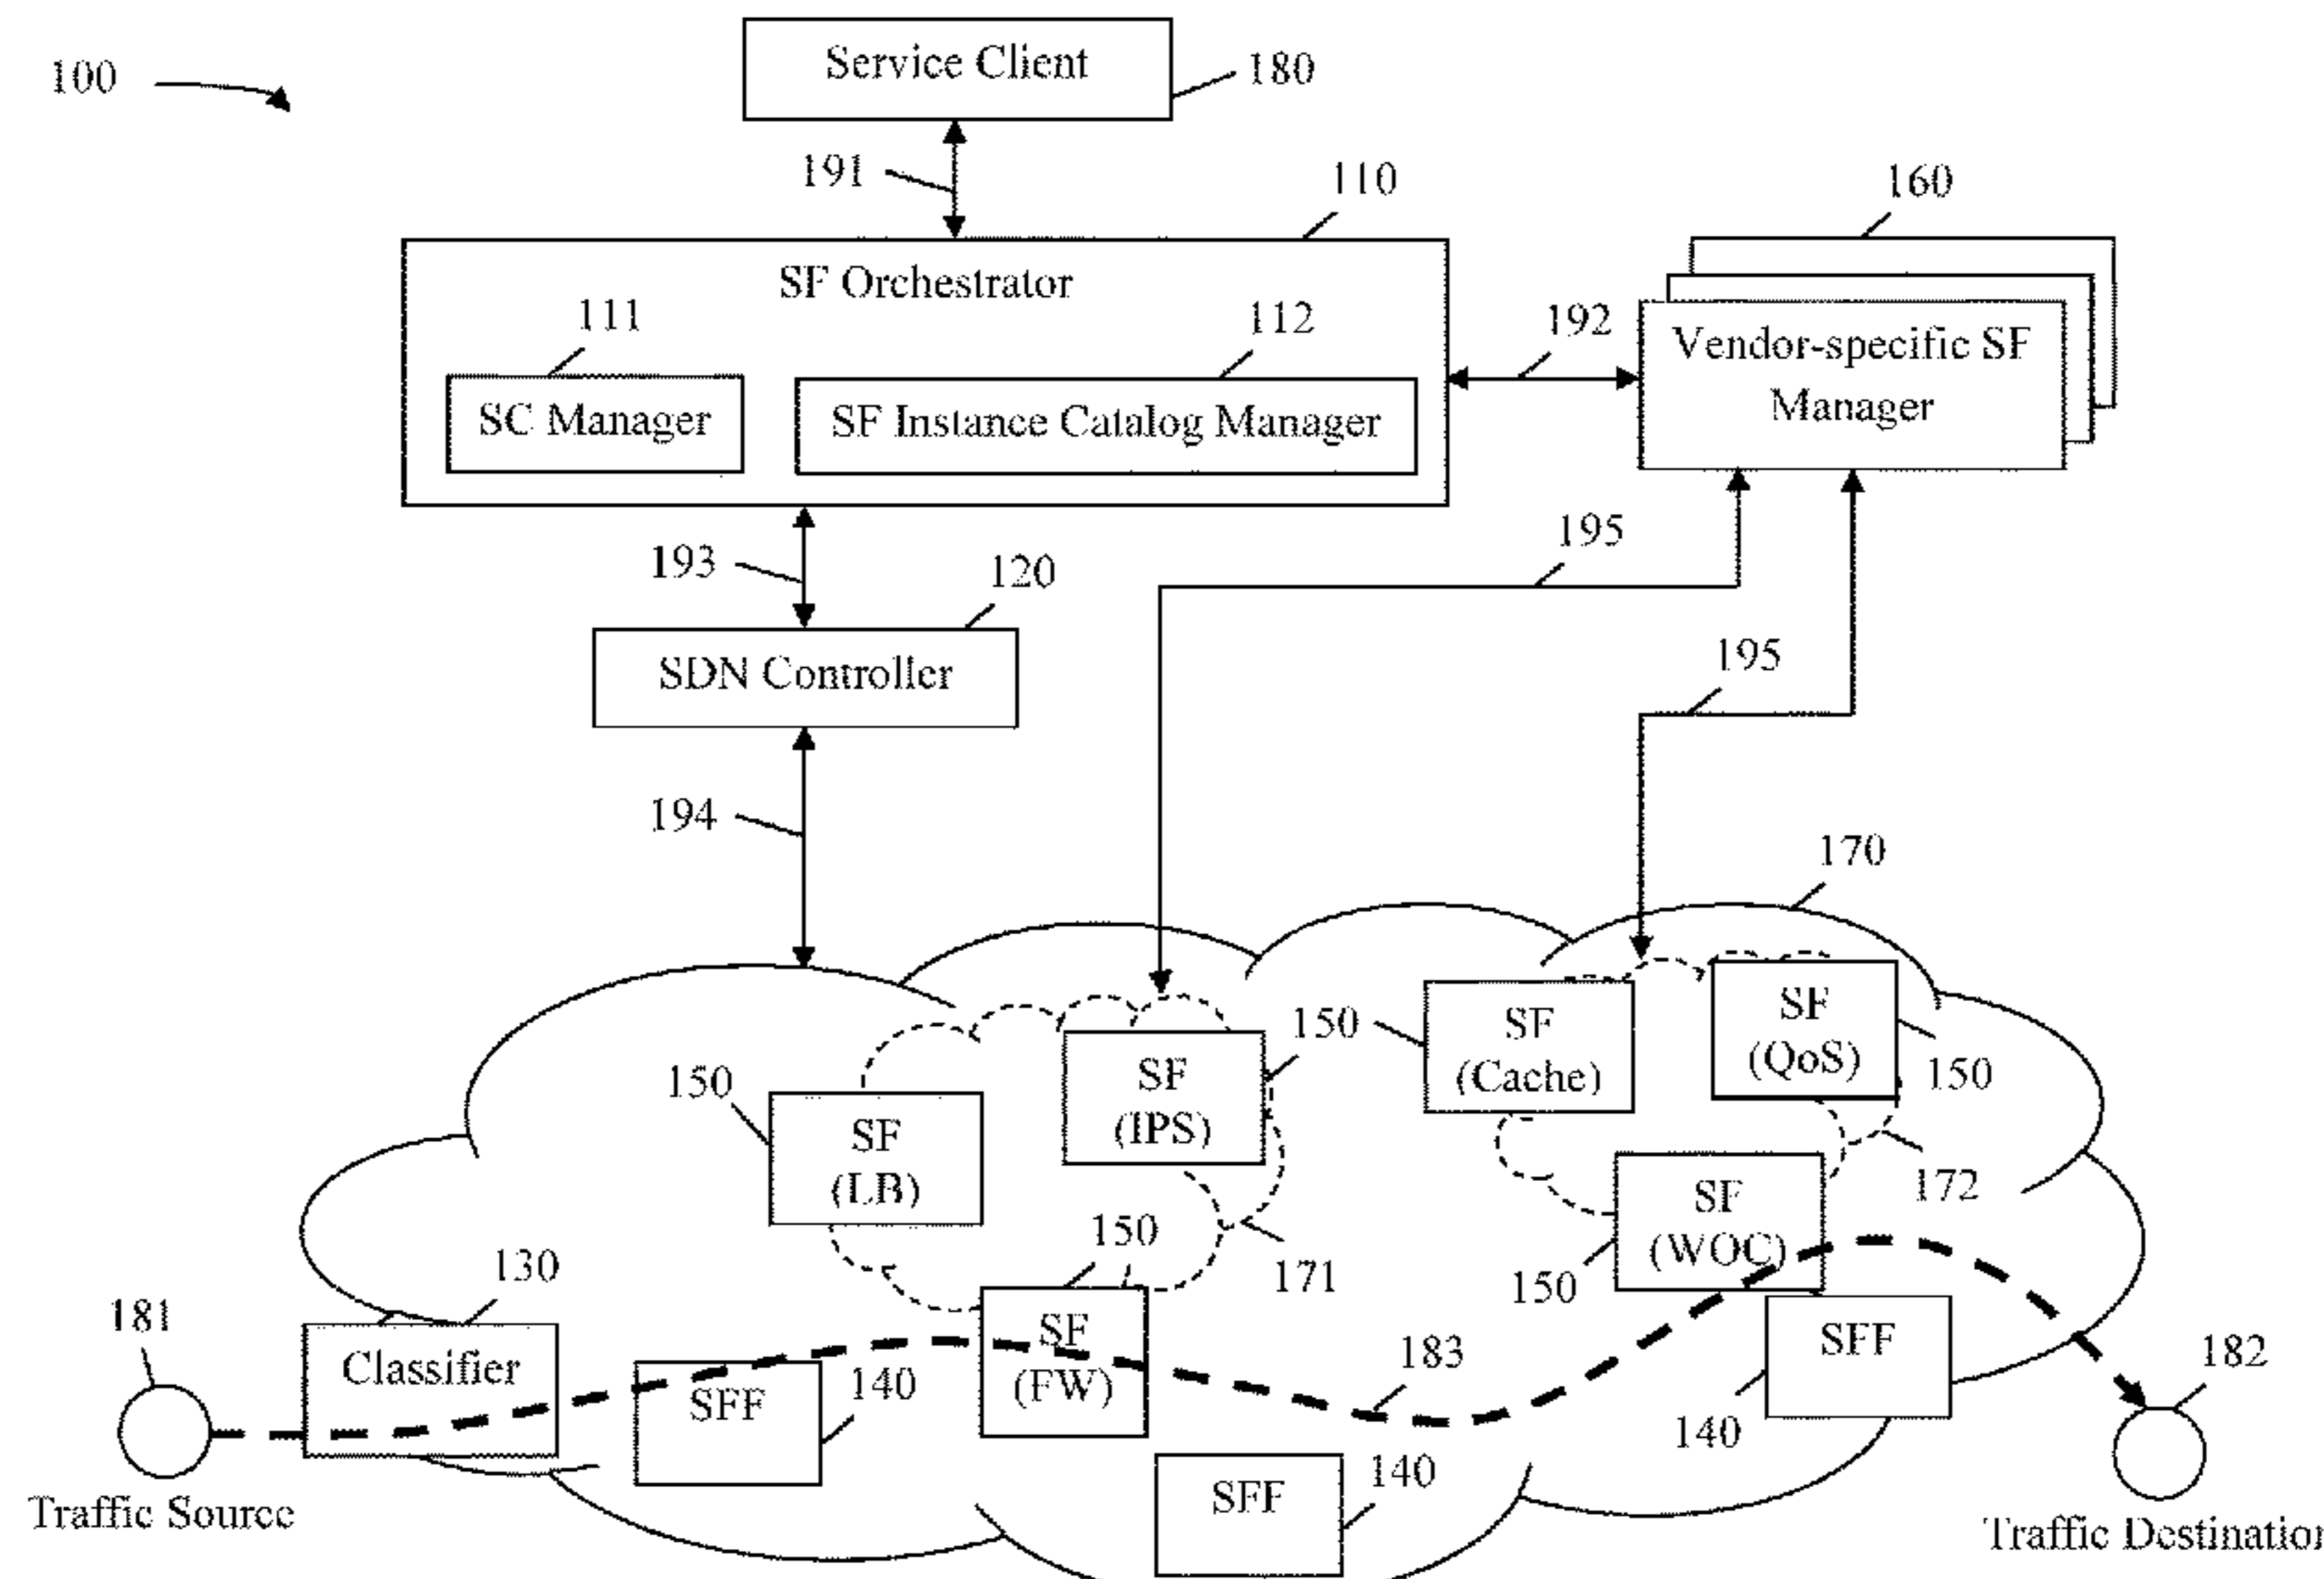 100
Service Client
180
191
110
160
SF Orchestrator
111
112
192
Vendor-specific SF
Manager
SC Manager
SF Instance Catalog Manager
193
120
195
SDN Controller
195
194
170
150
SF
(LB)
SF
(IPS)
150
SF
(Cache)
SF
(QoS)
150
172
150
171
SF
(WOC)
150
130
181
Classifier
SFF
140
SF
(FW)
183
SFF
140
182
SFF
140
Traffic Source
Traffic Destination